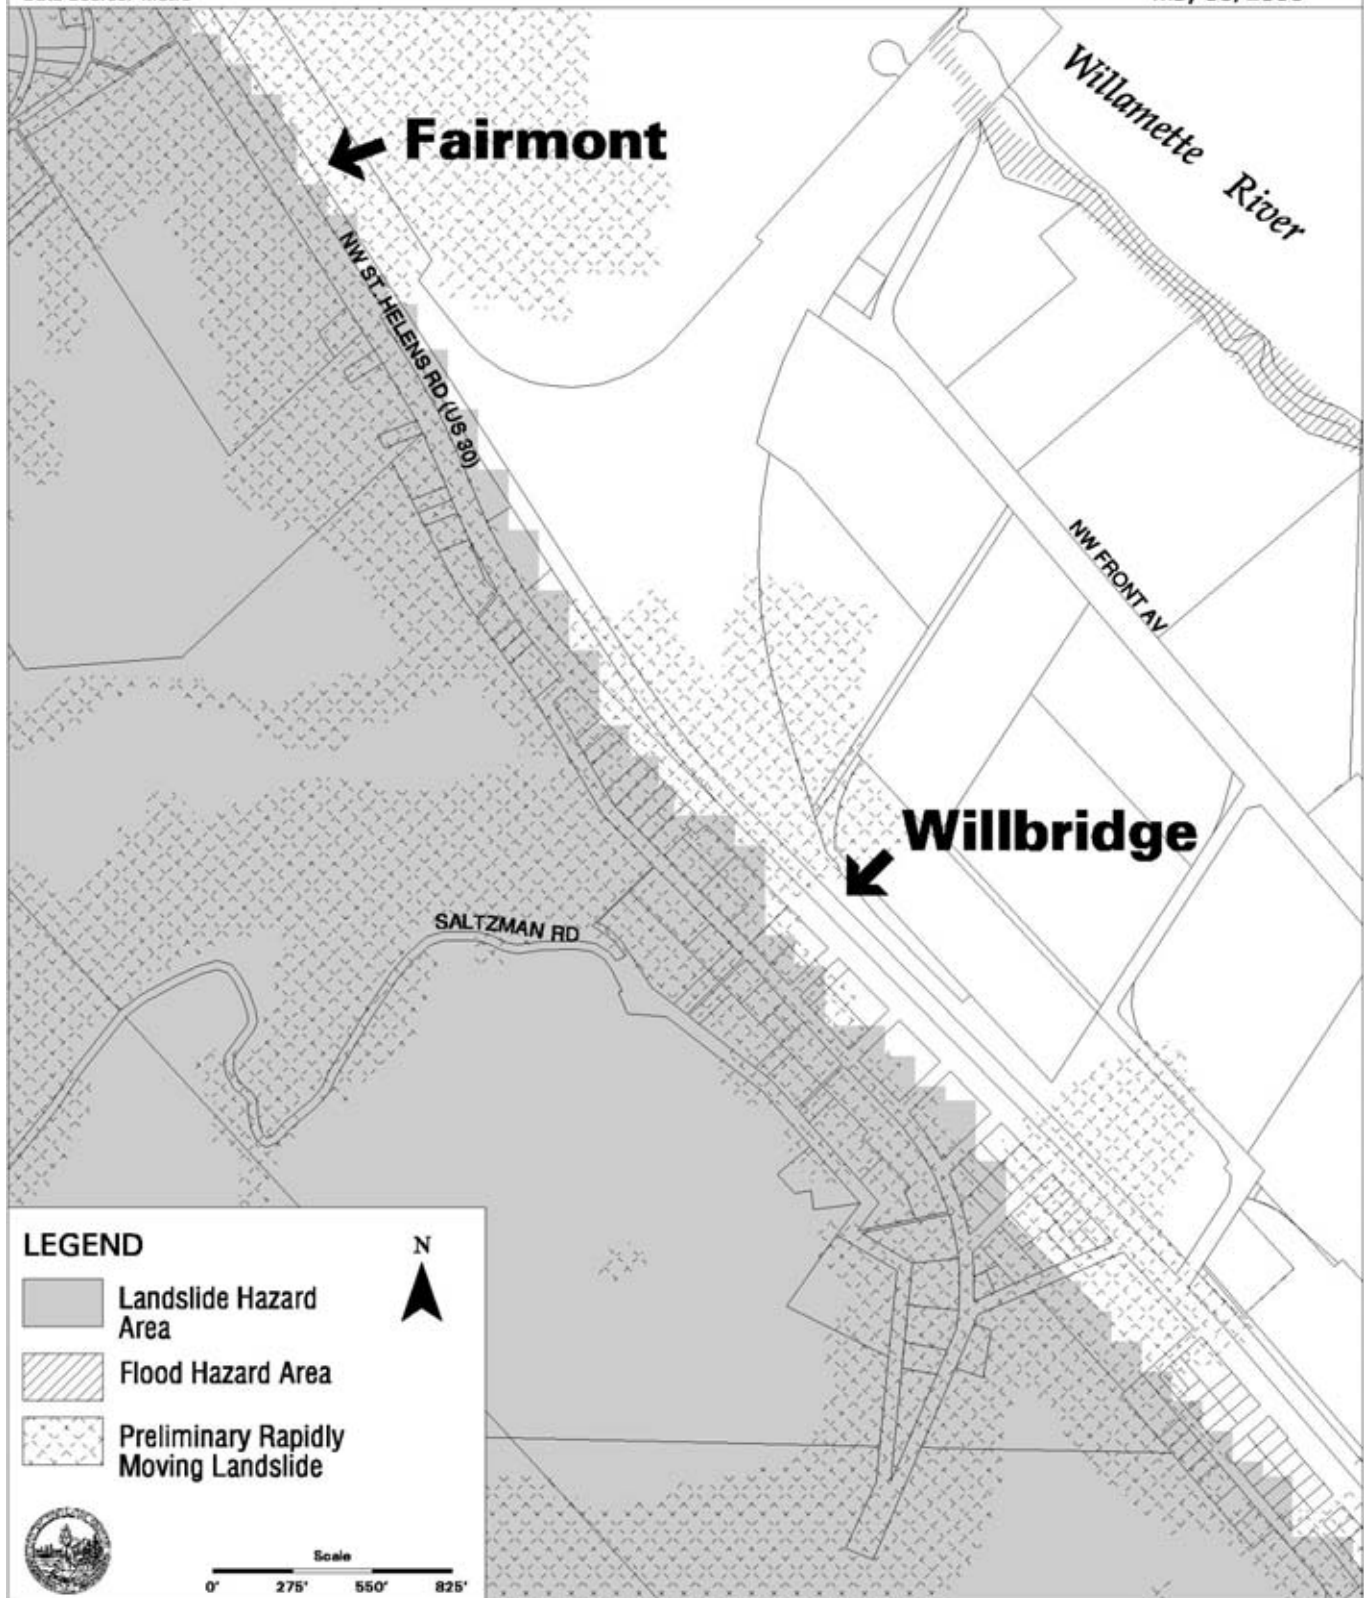 Fairmont
Willamette River
NW ST. HELENS RD (US 30)
NW FRONT AV
Willbridge
SALTZMAN RD
LEGEND
N
Landslide Hazard
Area
Flood Hazard Area
Preliminary Rapidly
Moving Landslide
Scale
0' 275' 550' 825'